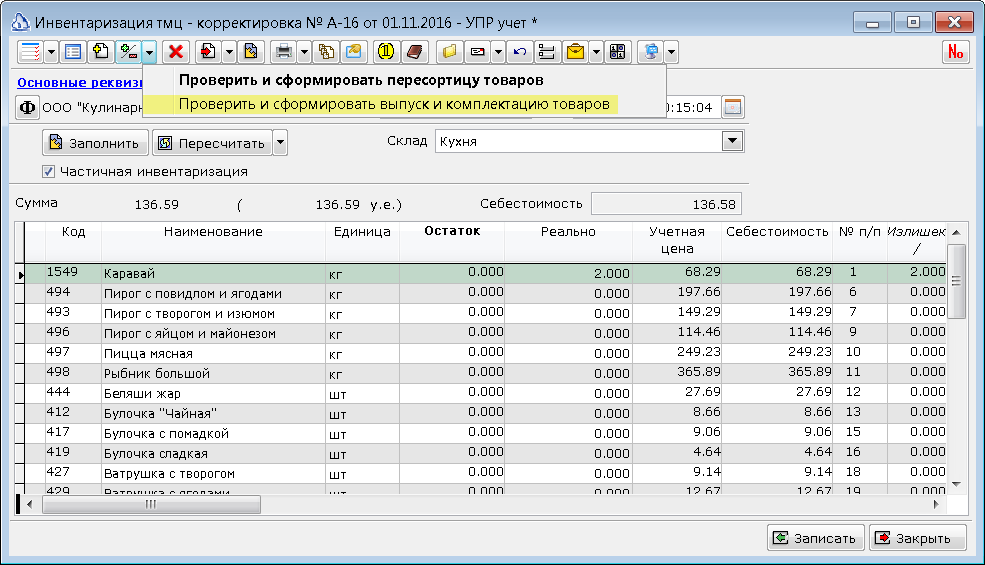 Инвентаризация тмц - корректировка № А-16 от 01.11.2016 - УПР учет *
No
Проверить и сформировать пересортицу товаров
Основные реквизи
Проверить и сформировать выпуск и комплектацию товаров
Ф ООО "Кулинарн :15:04
Заполнить Пересчитать Склад Кухня
Частичная инвентаризация
Сумма 136.59 ( 136.59 у.е.) Себестоимость 136.58
Код Наименование Единица Остаток Реально Учетная цена Себестоимость № п/п Излишек /
1549 Каравай кг 0.000 2.000 68.29 68.29 1 2.000
494 Пирог с повидлом и ягодами кг 0.000 0.000 197.66 197.66 6 0.000
493 Пирог с творогом и изюмом кг 0.000 0.000 149.29 149.29 7 0.000
496 Пирог с яйцом и майонезом кг 0.000 0.000 114.46 114.46 9 0.000
497 Пицца мясная кг 0.000 0.000 249.23 249.23 10 0.000
498 Рыбник большой кг 0.000 0.000 365.89 365.89 11 0.000
444 Беляши жар шт 0.000 0.000 27.69 27.69 12 0.000
412 Булочка "Чайная" шт 0.000 0.000 8.66 8.66 13 0.000
417 Булочка с помадкой шт 0.000 0.000 9.06 9.06 15 0.000
419 Булочка сладкая шт 0.000 0.000 4.64 4.64 16 0.000
427 Ватрушка с творогом шт 0.000 0.000 9.14 9.14 18 0.000
429 Ватрушка с ягодами шт 0.000 0.000 12.67 12.67 19 0.000
Записать Закрыть